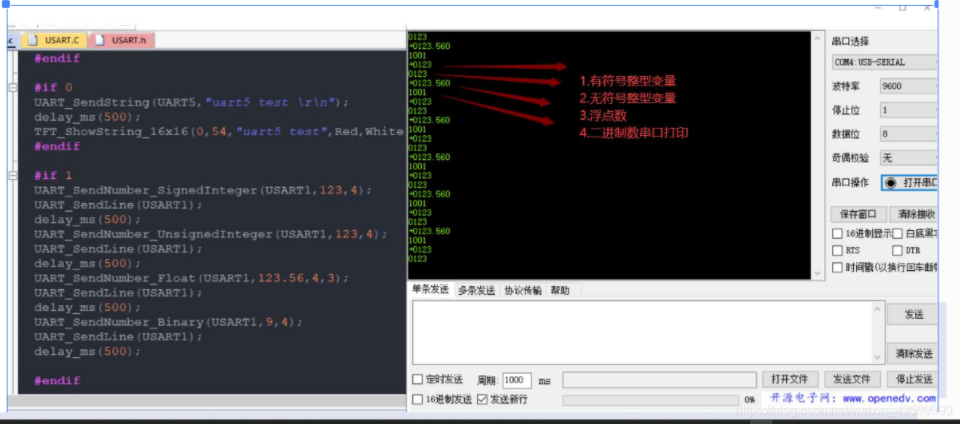 USART.C
USART.h
#endif
#if 0
UART_SendString(UART5,"uart5 test \r\n");
delay_ms(500);
TFT_ShowString_16x16(0,54,"uart5 test",Red,White
#endif
#if 1
UART_SendNumber_SignedInteger(USART1,123,4);
UART_SendLine(USART1);
delay_ms(500);
UART_SendNumber_UnsignedInteger(USART1,123,4);
UART_SendLine(USART1);
delay_ms(500);
UART_SendNumber_Float(USART1,123.56,4,3);
UART_SendLine(USART1);
delay_ms(500);
UART_SendNumber_Binary(USART1,9,4);
UART_SendLine(USART1);
delay_ms(500);
#endif
0123
+0123.560
1001
+0123
0123
+0123.560
1001
+0123
0123
+0123.560
1001
+0123
0123
+0123.560
1001
+0123
0123
+0123.560
1001
+0123
0123
+0123.560
1001
+0123
0123
1.有符号整型变量
2.无符号整型变量
3.浮点数
4.二进制数串口打印
串口选择
COM4:USB-SERIAL
波特率 9600
停止位 1
数据位 8
奇偶校验 无
串口操作 打开串口
保存窗口 清除接收
16进制显示 白底黑
RTS DTR
时间戳(以换行回车断
单条发送 多条发送 协议传输 帮助
发送
清除发送
定时发送 周期: 1000 ms 打开文件 发送文件 停止发送
16进制发送 发送新行 0% 开源电子网：www.openedv.com